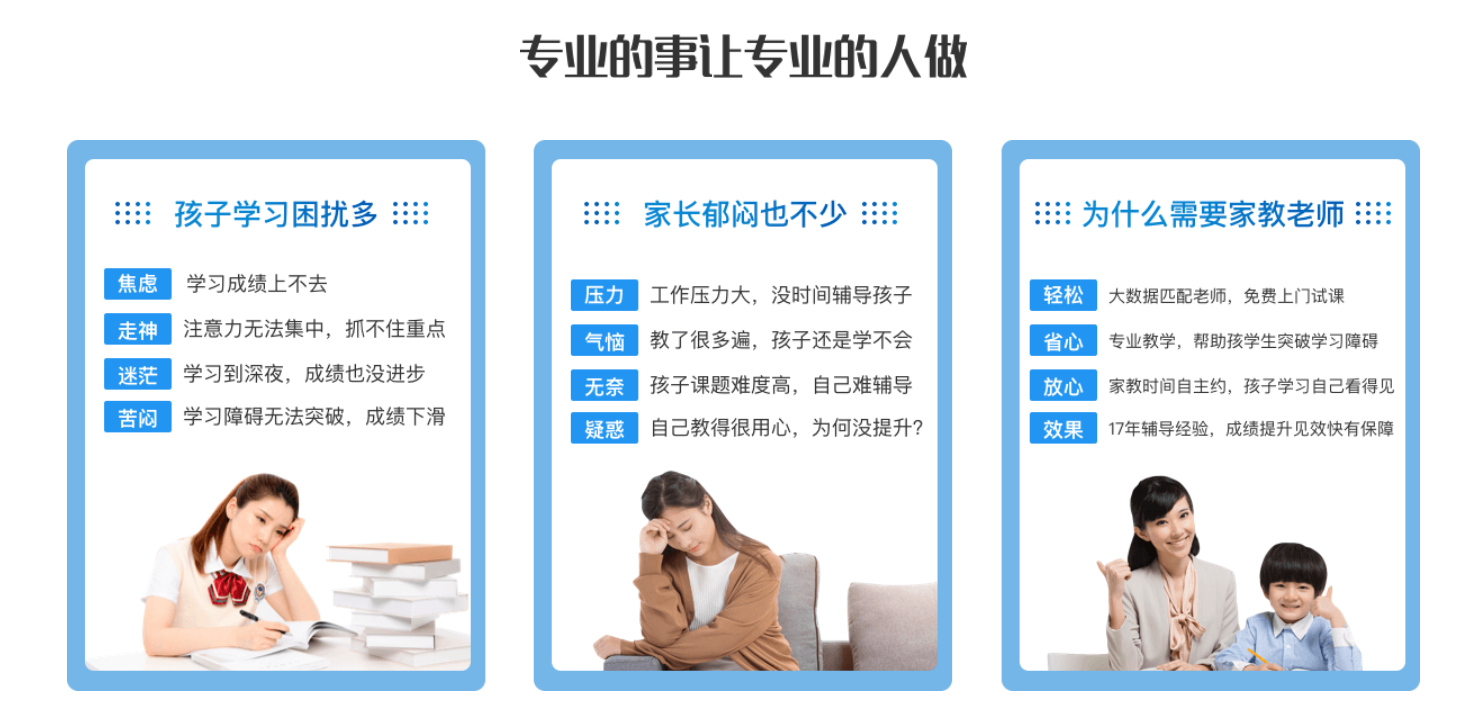 专业的事让专业的人做
孩子学习困扰多
焦虑 学习成绩上不去
走神 注意力无法集中，抓不住重点
迷茫 学习到深夜，成绩也没进步
苦闷 学习障碍无法突破，成绩下滑
家长郁闷也不少
压力 工作压力大，没时间辅导孩子
气恼 教了很多遍，孩子还是学不会
无奈 孩子课题难度高，自己难辅导
疑惑 自己教得很用心，为何没提升？
为什么需要家教老师
轻松 大数据匹配老师，免费上门试课
省心 专业教学，帮助孩学生突破学习障碍
放心 家教时间自主约，孩子学习自己看得见
效果 17年辅导经验，成绩提升见效快有保障